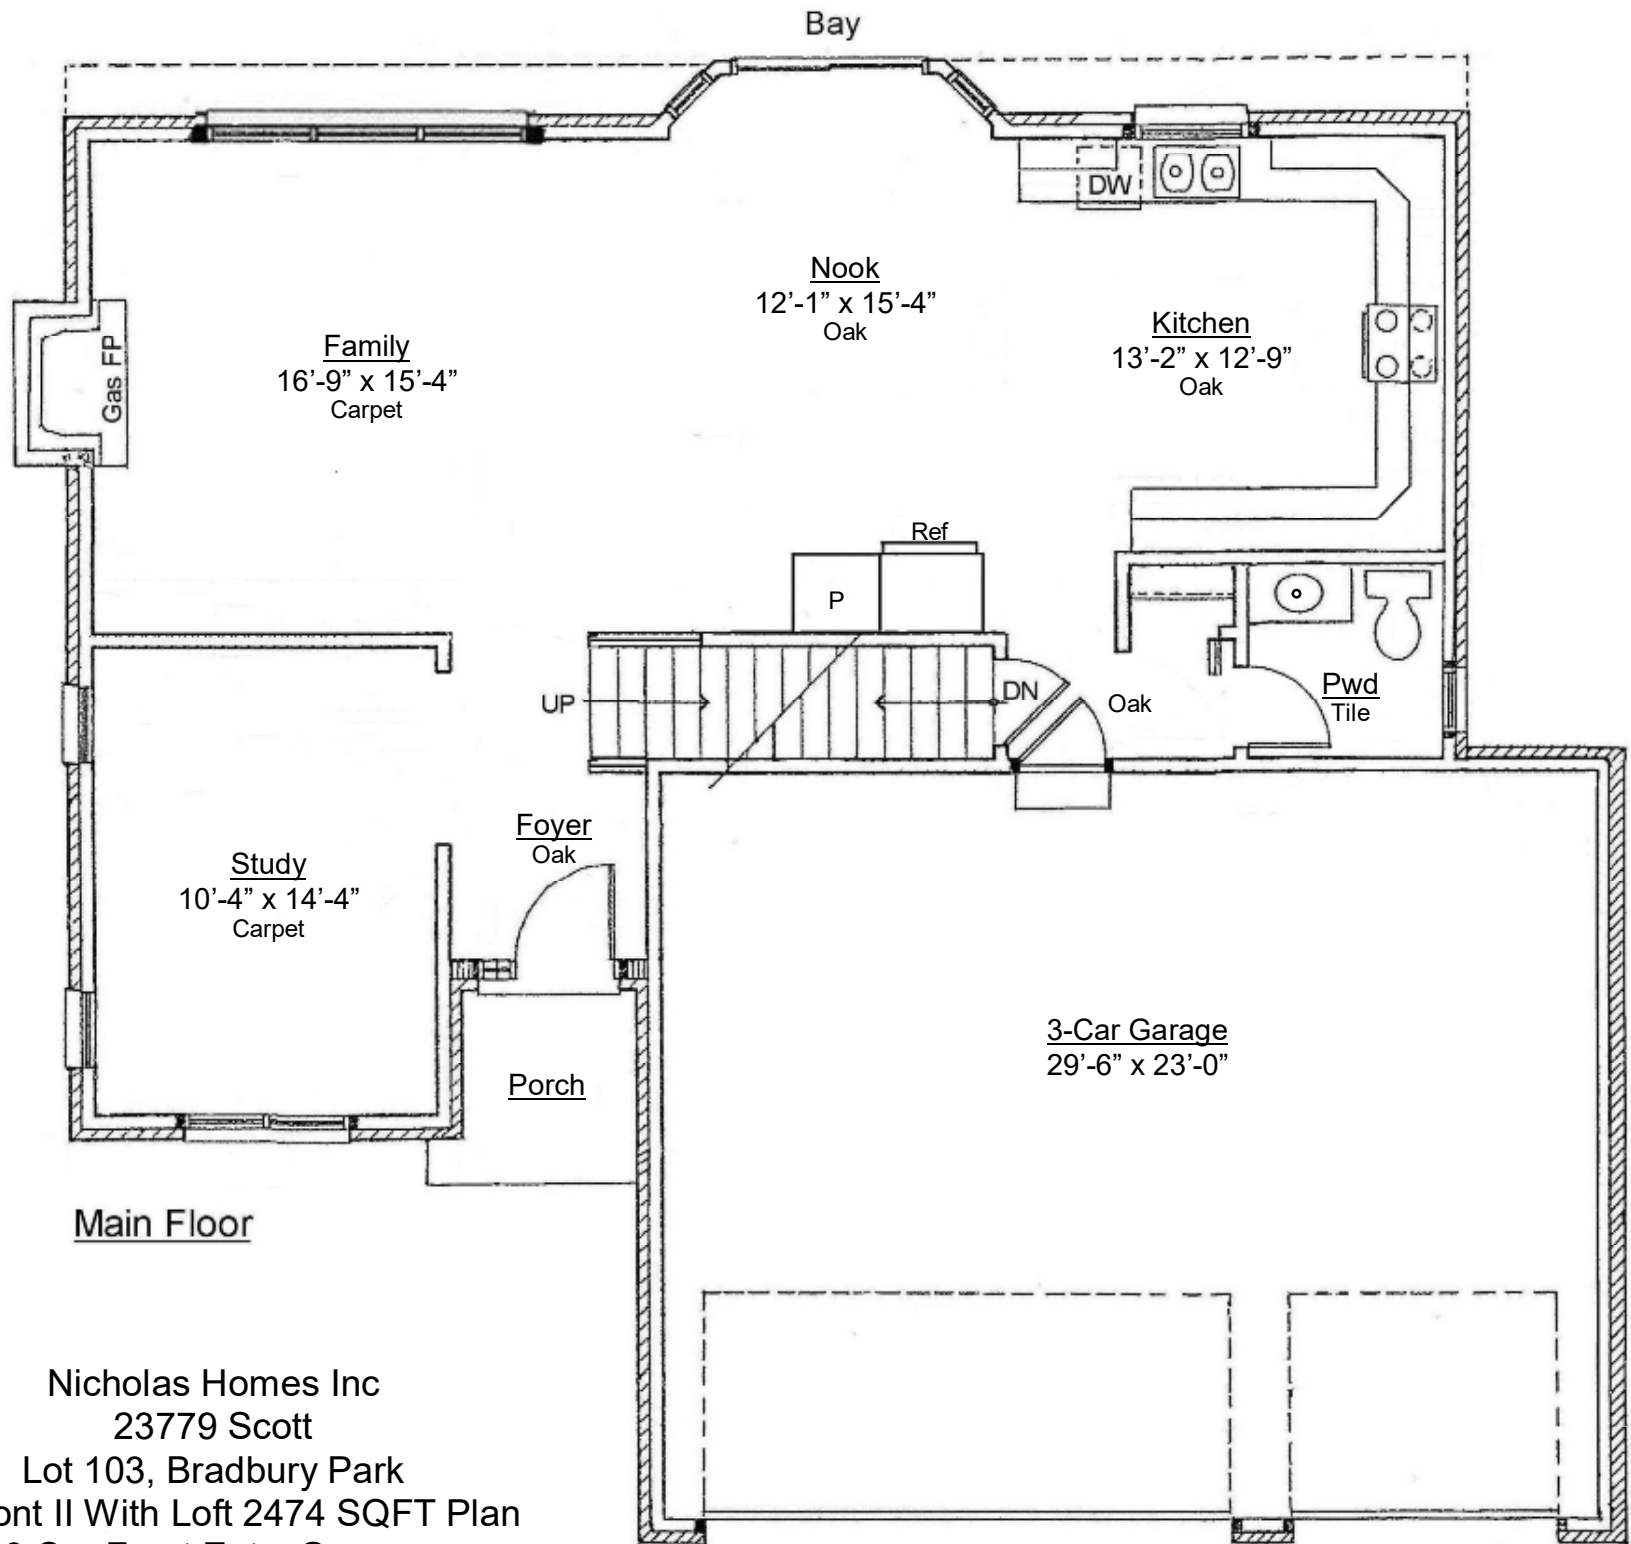 Bay
DW
Nook
12’-1” x 15’-4”
Oak
Kitchen
13’-2” x 12’-9”
Oak
Family
16’-9” x 15’-4”
Carpet
Gas FP
Ref
P
UP
DN
Oak
Pwd
Tile
Foyer
Oak
Study
10’-4” x 14’-4”
Carpet
3-Car Garage
29’-6” x 23’-0”
Porch
Main Floor
Nicholas Homes Inc
23779 Scott
Lot 103, Bradbury Park
II With Loft 2474 SQFT Plan